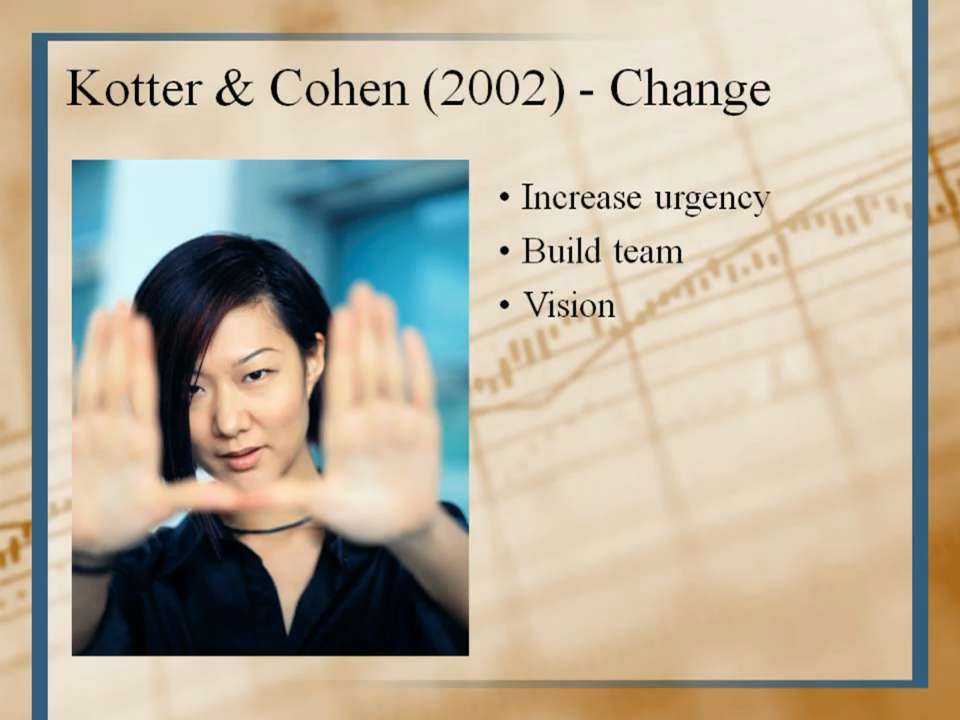 Kotter & Cohen (2002) - Change
• Increase urgency
• Build team
• Vision